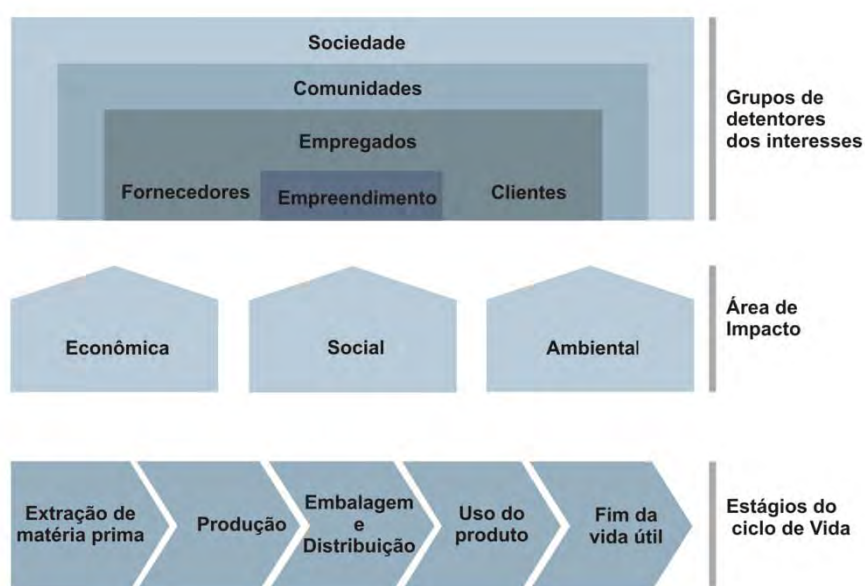 Sociedade
Comunidades
Empregados
Fornecedores
Empreendimento
Clientes
Grupos de
detentores
dos interesses
Econômica
Social
Ambiental
Área de
Impacto
Extração de
matéria prima
Produção
Embalagem
e
Distribuição
Uso do
produto
Fim da
vida útil
Estágios do
ciclo de Vida